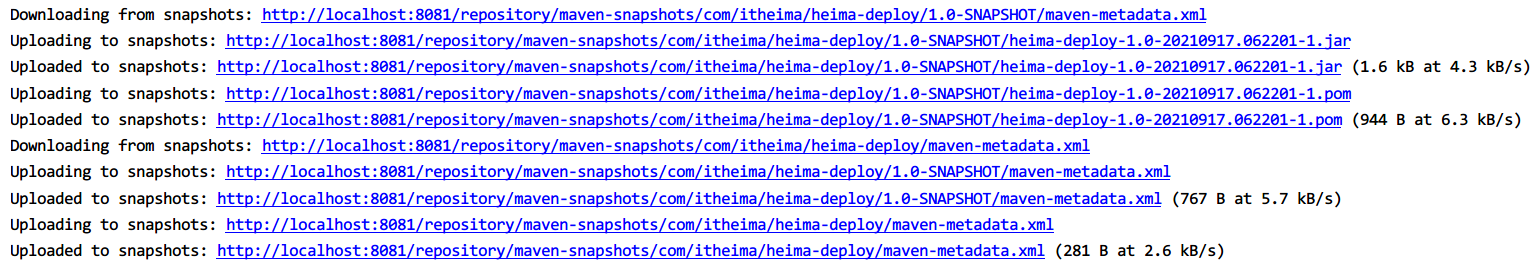 Downloading from snapshots: http://localhost:8081/repository/maven-snapshots/com/itheima/heima-deploy/1.0-SNAPSHOT/maven-metadata.xml
Uploading to snapshots: http://localhost:8081/repository/maven-snapshots/com/itheima/heima-deploy/1.0-SNAPSHOT/heima-deploy-1.0-20210917.062201-1.jar
Uploaded to snapshots: http://localhost:8081/repository/maven-snapshots/com/itheima/heima-deploy/1.0-SNAPSHOT/heima-deploy-1.0-20210917.062201-1.jar (1.6 kB at 4.3 kB/s)
Uploading to snapshots: http://localhost:8081/repository/maven-snapshots/com/itheima/heima-deploy/1.0-SNAPSHOT/heima-deploy-1.0-20210917.062201-1.pom
Uploaded to snapshots: http://localhost:8081/repository/maven-snapshots/com/itheima/heima-deploy/1.0-SNAPSHOT/heima-deploy-1.0-20210917.062201-1.pom (944 B at 6.3 kB/s)
Downloading from snapshots: http://localhost:8081/repository/maven-snapshots/com/itheima/heima-deploy/maven-metadata.xml
Uploading to snapshots: http://localhost:8081/repository/maven-snapshots/com/itheima/heima-deploy/1.0-SNAPSHOT/maven-metadata.xml
Uploaded to snapshots: http://localhost:8081/repository/maven-snapshots/com/itheima/heima-deploy/1.0-SNAPSHOT/maven-metadata.xml (767 B at 5.7 kB/s)
Uploading to snapshots: http://localhost:8081/repository/maven-snapshots/com/itheima/heima-deploy/maven-metadata.xml
Uploaded to snapshots: http://localhost:8081/repository/maven-snapshots/com/itheima/heima-deploy/maven-metadata.xml (281 B at 2.6 kB/s)